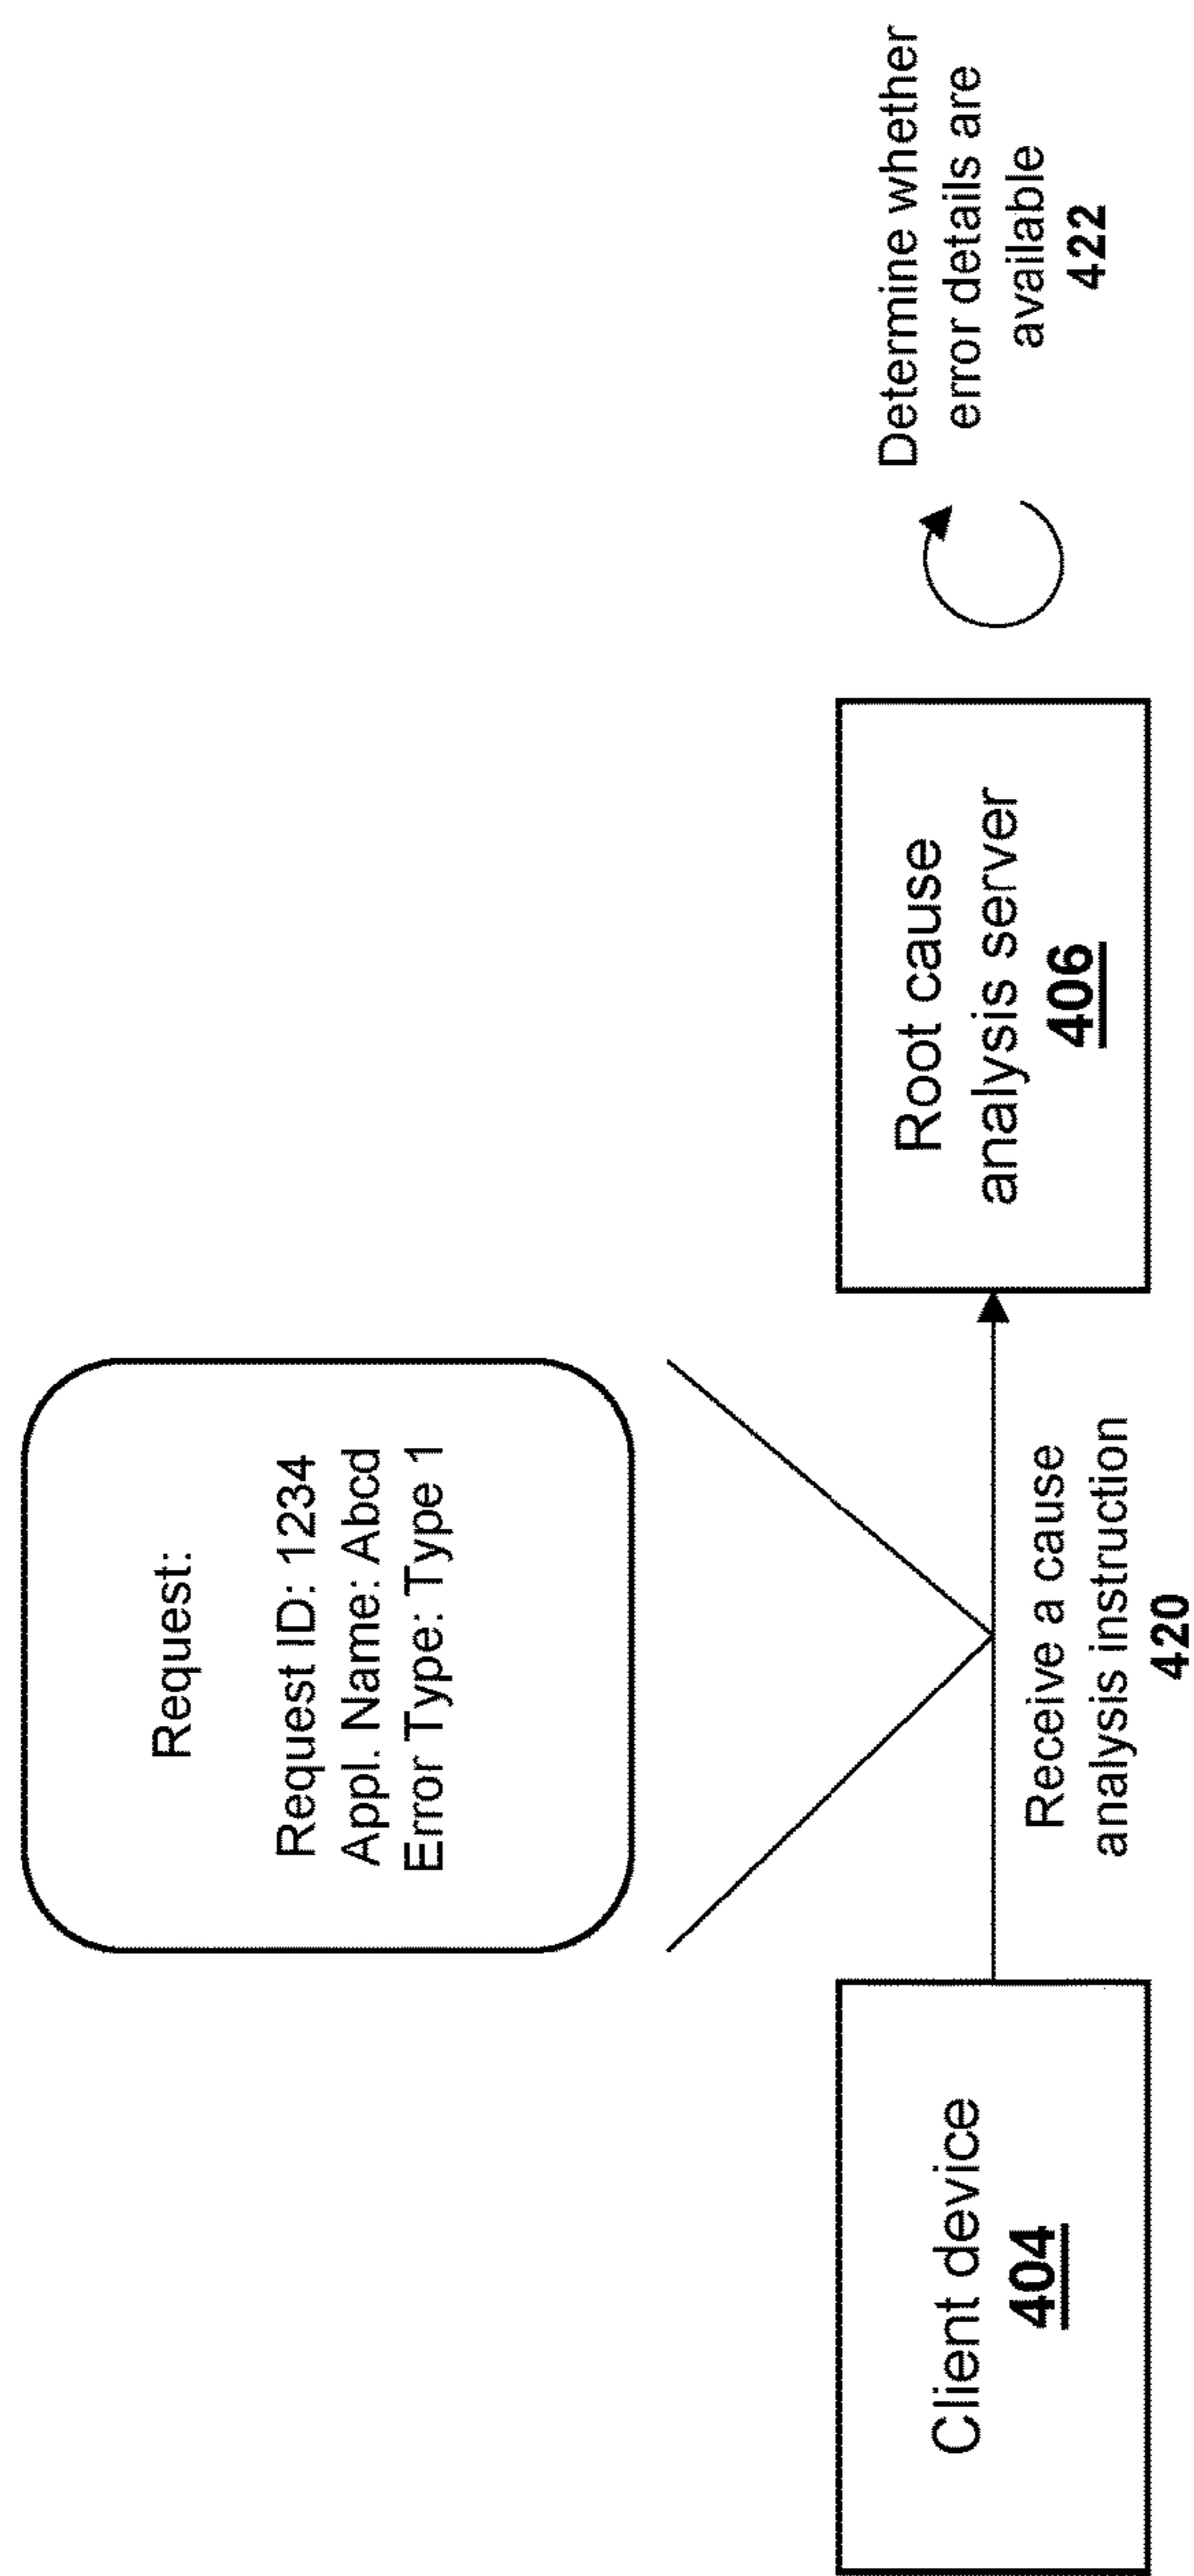 Request:
Request ID: 1234
Appl. Name: Abcd
Error Type: Type 1
Client device
404
Receive a cause
analysis instruction
420
Root cause
analysis server
406
Determine whether
error details are
available
422